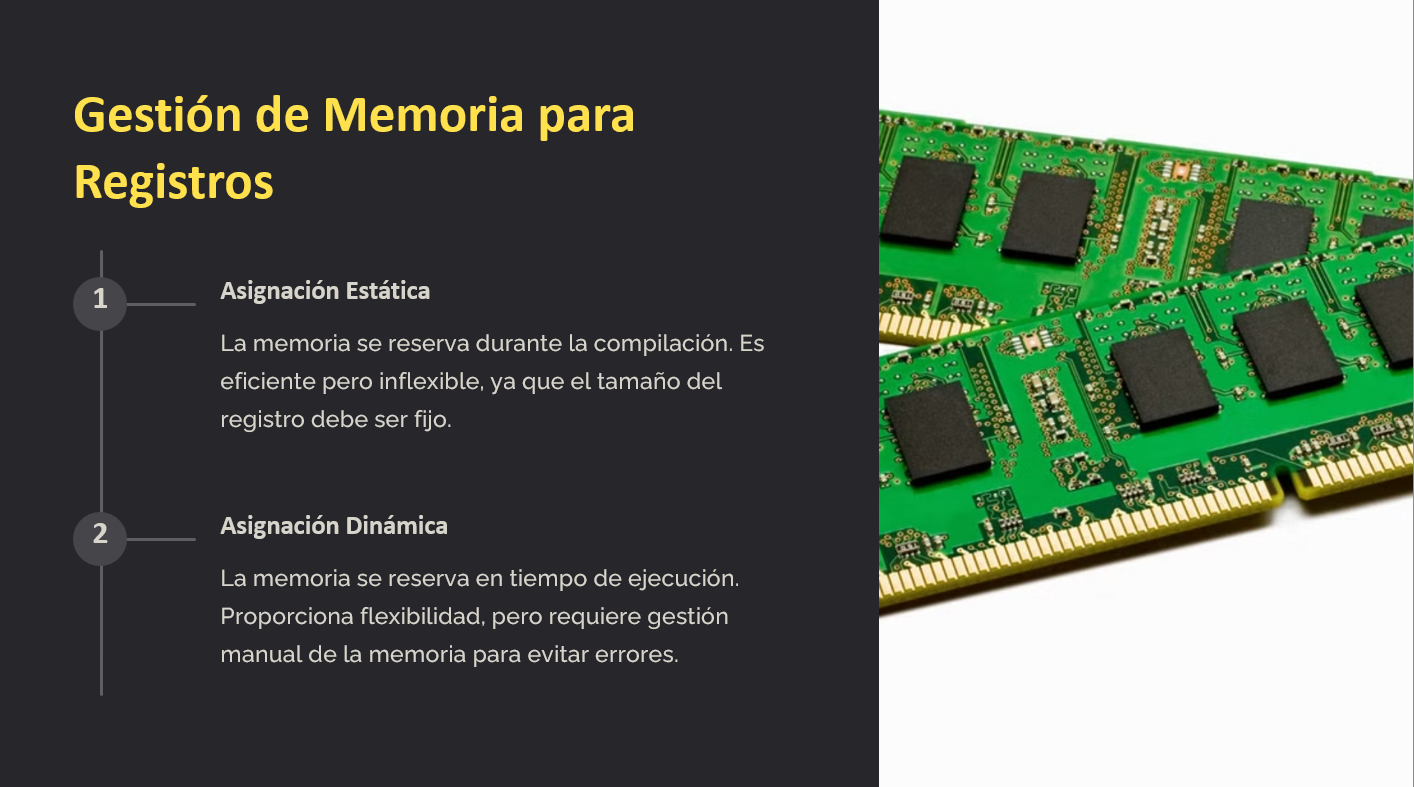 Gestión de Memoria para
Registros
1
Asignación Estática
La memoria se reserva durante la compilación. Es
eficiente pero inflexible, ya que el tamaño del
registro debe ser fijo.
2
Asignación Dinámica
La memoria se reserva en tiempo de ejecución.
Proporciona flexibilidad, pero requiere gestión
manual de la memoria para evitar errores.